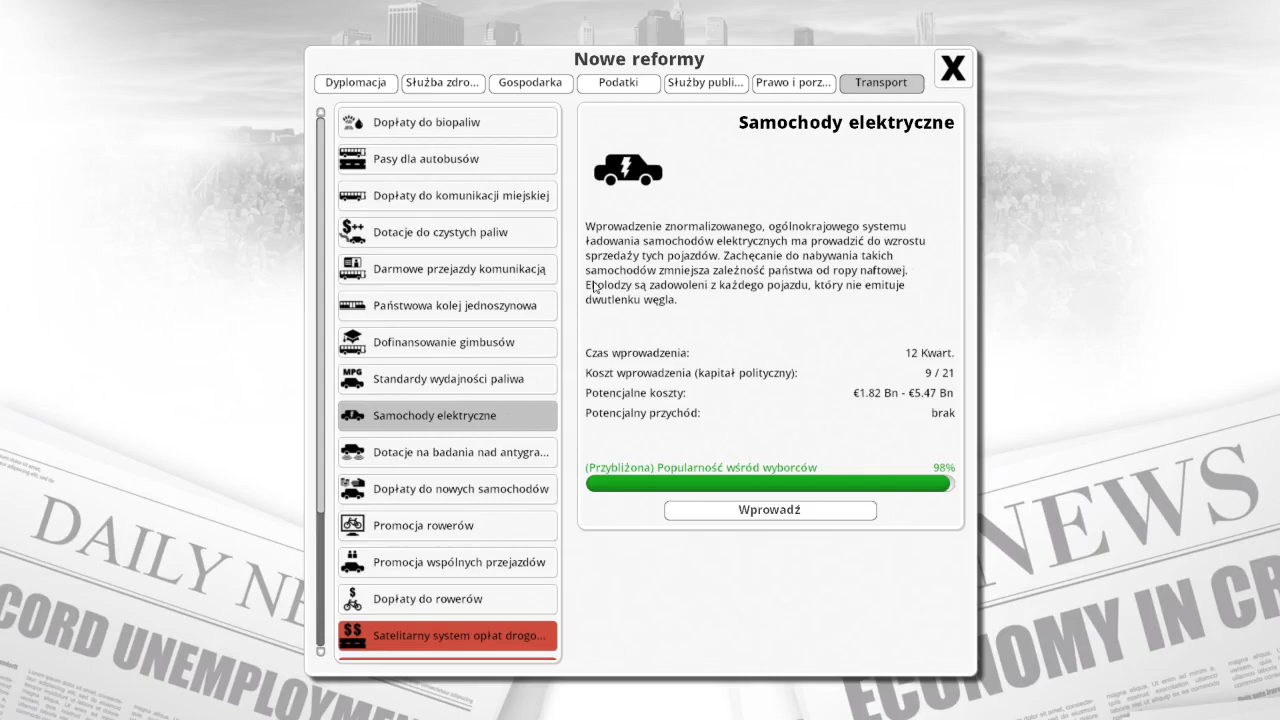 Nowe reformy
X
Dyplomacja
Służba zdro...
Gospodarka
Podatki
Służby publi...
Prawo i porz...
Transport
Dopłaty do biopaliw
Pasy dla autobusów
Dopłaty do komunikacji miejskiej
$++
Dotacje do czystych paliw
Darmowe przejazdy komunikacją
Państwowa kolej jednoszynowa
Dofinansowanie gimbusów
MPG
Standardy wydajności paliwa
Samochody elektryczne
Dotacje na badania nad antygra...
Dopłaty do nowych samochodów
Promocja rowerów
Promocja wspólnych przejazdów
$
Dopłaty do rowerów
$$
Satelitarny system opłat drogo...
Samochody elektryczne
Wprowadzenie znormalizowanego, ogólnokrajowego systemu
ładowania samochodów elektrycznych ma prowadzić do wzrostu
sprzedaży tych pojazdów. Zachęcanie do nabywania takich
samochodów zmniejsza zależność państwa od ropy naftowej.
Ekolodzy są zadowoleni z każdego pojazdu, który nie emituje
dwutlenku węgla.
Czas wprowadzenia: 12 Kwart.
Koszt wprowadzenia (kapitał polityczny): 9 / 21
Potencjalne koszty: €1.82 Bn - €5.47 Bn
Potencjalny przychód: brak
(Przybliżona) Popularność wśród wyborców 98%
Wprowadź
DAILY NE
CORD UNEMPLOYM
NEWS
ECONOMY IN CR